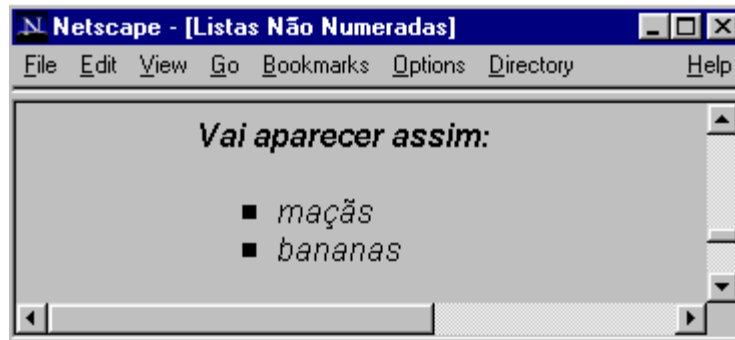 Netscape - [Listas Não Numeradas]
File Edit View Go Bookmarks Options Directory Help
Vai aparecer assim:
maçãs
bananas